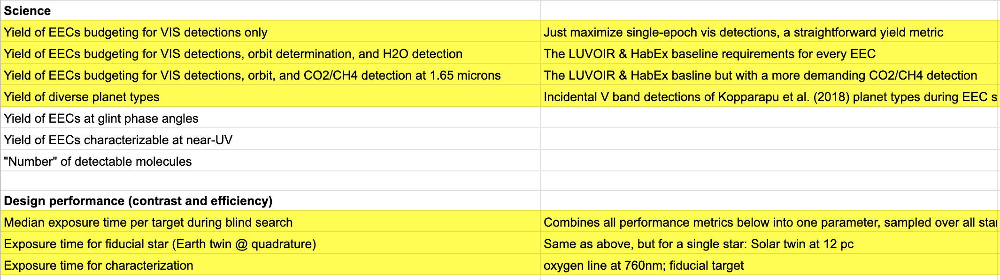 Science
Yield of EECs budgeting for VIS detections only	Just maximize single-epoch vis detections, a straightforward yield metric
Yield of EECs budgeting for VIS detections, orbit determination, and H2O detection	The LUVOIR & HabEx baseline requirements for every EEC
Yield of EECs budgeting for VIS detections, orbit, and CO2/CH4 detection at 1.65 microns	The LUVOIR & HabEx basline but with a more demanding CO2/CH4 detection
Yield of diverse planet types	Incidental V band detections of Kopparapu et al. (2018) planet types during EEC
Yield of EECs at glint phase angles
Yield of EECs characterizable at near-UV
"Number" of detectable molecules
Design performance (contrast and efficiency)
Median exposure time per target during blind search	Combines all performance metrics below into one parameter, sampled over all
Exposure time for fiducial star (Earth twin @ quadrature)	Same as above, but for a single star: Solar twin at 12 pc
Exposure time for characterization	oxygen line at 760nm; fiducial target